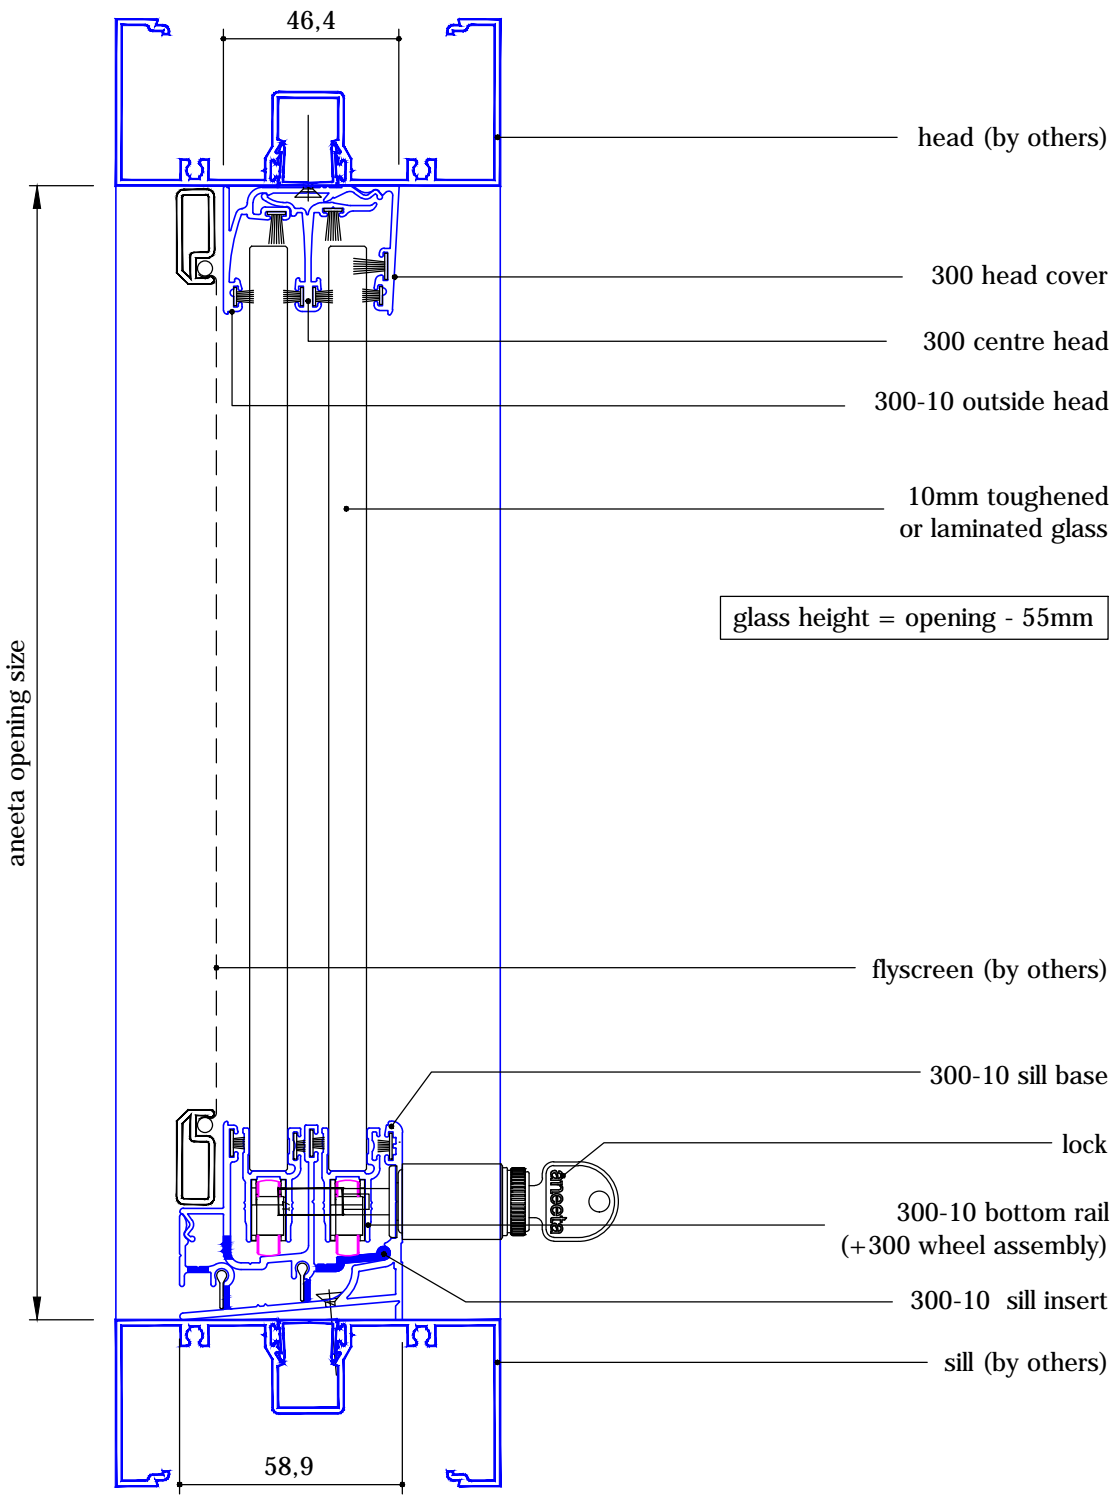 46,4
head (by others)
300 head cover
300 centre head
300-10 outside head
10mm toughened
or laminated glass
glass height = opening - 55mm
aneeta opening size
flyscreen (by others)
300-10 sill base
lock
aneeta
300-10 bottom rail
(+300 wheel assembly)
300-10 sill insert
sill (by others)
58,9